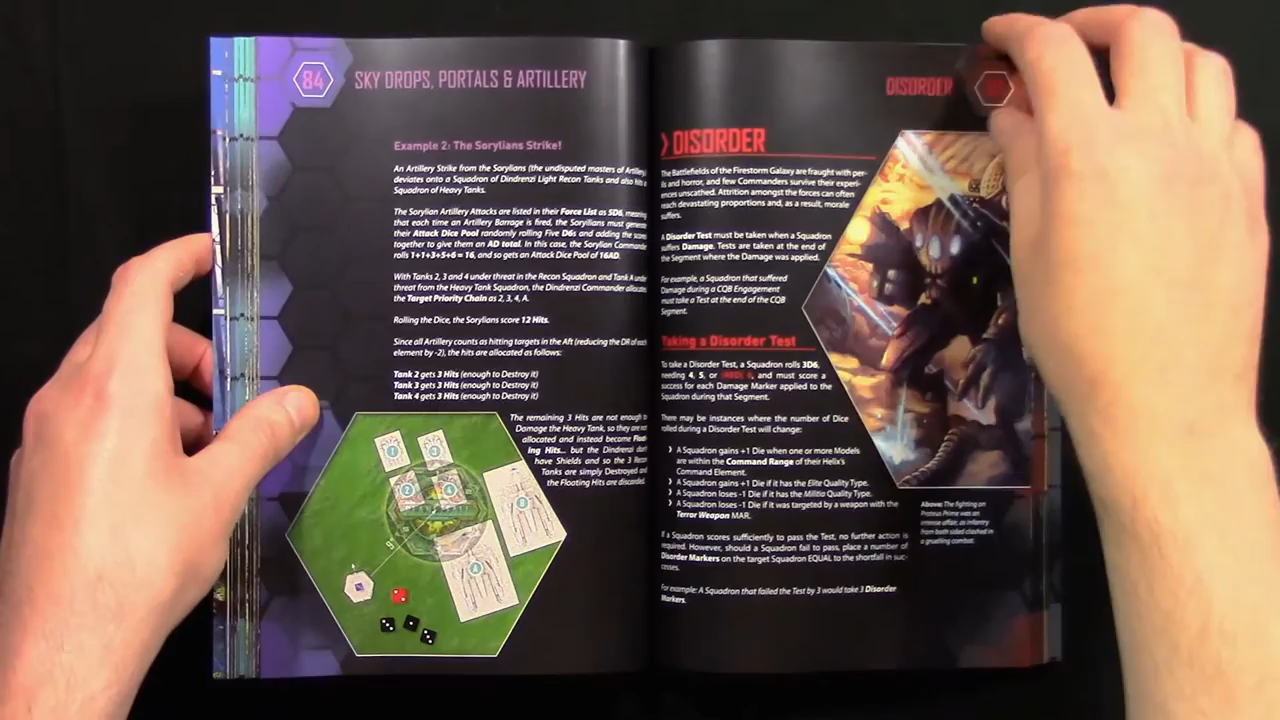 84
SKY DROPS, PORTALS & ARTILLERY
Example 2: The Sorylians Strike!
An Artillery Strike from the Sorylians (the undisputed masters of Artillery)
deviates onto a Squadron of Dindrenzi Light Recon Tanks and also hits a
Squadron of Heavy Tanks.
The Sorylian Artillery Attacks are listed in their Force List as 5D6, meaning
that each time an Artillery Barrage is fired, the Sorylians must generate
their Attack Dice Pool randomly rolling Five D6s and adding the scores
together to give them an AD total. In this case, the Sorylian Commander
rolls 1+1+3+5+6 = 16, and so gets an Attack Dice Pool of 16AD.
With Tanks 2, 3 and 4 under threat in the Recon Squadron and Tank A under
threat from the Heavy Tank Squadron, the Dindrenzi Commander allocates
the Target Priority Chain as 2, 3, 4, A.
Rolling the Dice, the Sorylians score 12 Hits.
Since all Artillery counts as hitting targets in the Aft (reducing the DR of each
element by -2), the hits are allocated as follows:
Tank 2 gets 3 Hits (enough to Destroy it)
Tank 3 gets 3 Hits (enough to Destroy it)
Tank 4 gets 3 Hits (enough to Destroy it)
The remaining 3 Hits are not enough to
Damage the Heavy Tank, so they are not
allocated and instead become Float-
ing Hits... but the Dindrenzi don't
have Shields and so the 3 Recon
Tanks are simply Destroyed and
the Floating Hits are discarded.
DISORDER
› DISORDER
The Battlefields of the Firestorm Galaxy are fraught with per-
ils and horror, and few Commanders survive their experi-
ences unscathed. Attrition amongst the forces can often
reach devastating proportions and, as a result, morale
suffers.
A Disorder Test must be taken when a Squadron
suffers Damage. Tests are taken at the end of
the Segment where the Damage was applied.
For example, a Squadron that suffered
Damage during a CQB Engagement
must take a Test at the end of the CQB
Segment.
Taking a Disorder Test
To take a Disorder Test, a Squadron rolls 3D6,
needing 4, 5, or (RED) 6, and must score a
success for each Damage Marker applied to the
Squadron during that Segment.
There may be instances where the number of Dice
rolled during a Disorder Test will change:
› A Squadron gains +1 Die when one or more Models
are within the Command Range of their Helix's
Command Element.
› A Squadron gains +1 Die if it has the Elite Quality Type.
› A Squadron loses -1 Die if it has the Militia Quality Type.
› A Squadron loses -1 Die if it was targeted by a weapon with the
Terror Weapon MAR.
If a Squadron scores sufficiently to pass the Test, no further action is
required. However, should a Squadron fail to pass, place a number of
Disorder Markers on the target Squadron EQUAL to the shortfall in suc-
cesses.
For example: A Squadron that failed the Test by 3 would take 3 Disorder
Markers.
Above: The fighting on
Proteus Prime was an
intense affair, as infantry
from both sides clashed in
a gruelling combat.